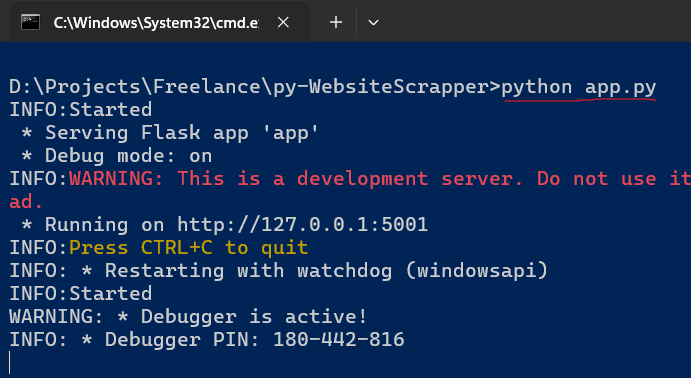 C:\Windows\System32\cmd.e
D:\Projects\Freelance\py-WebsiteScrapper>python app.py
INFO:Started
 * Serving Flask app 'app'
 * Debug mode: on
INFO:WARNING: This is a development server. Do not use it
ad.
 * Running on http://127.0.0.1:5001
INFO:Press CTRL+C to quit
INFO: * Restarting with watchdog (windowsapi)
INFO:Started
WARNING: * Debugger is active!
INFO: * Debugger PIN: 180-442-816